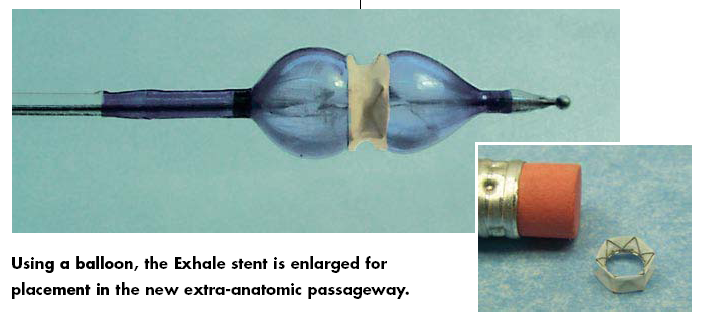 Using a balloon, the Exhale stent is enlarged for
placement in the new extra-anatomic passageway.